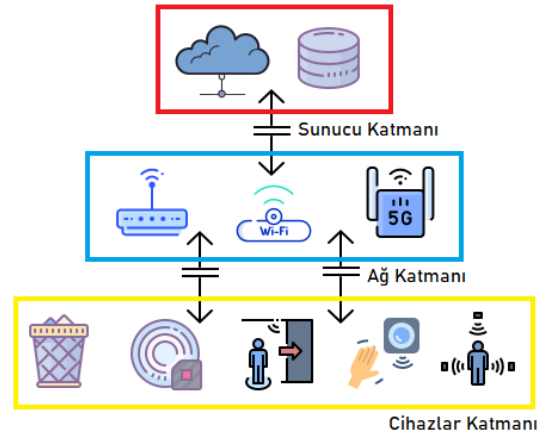 Sunucu Katmanı
Wi-Fi
5G
Ağ Katmanı
Cihazlar Katmanı